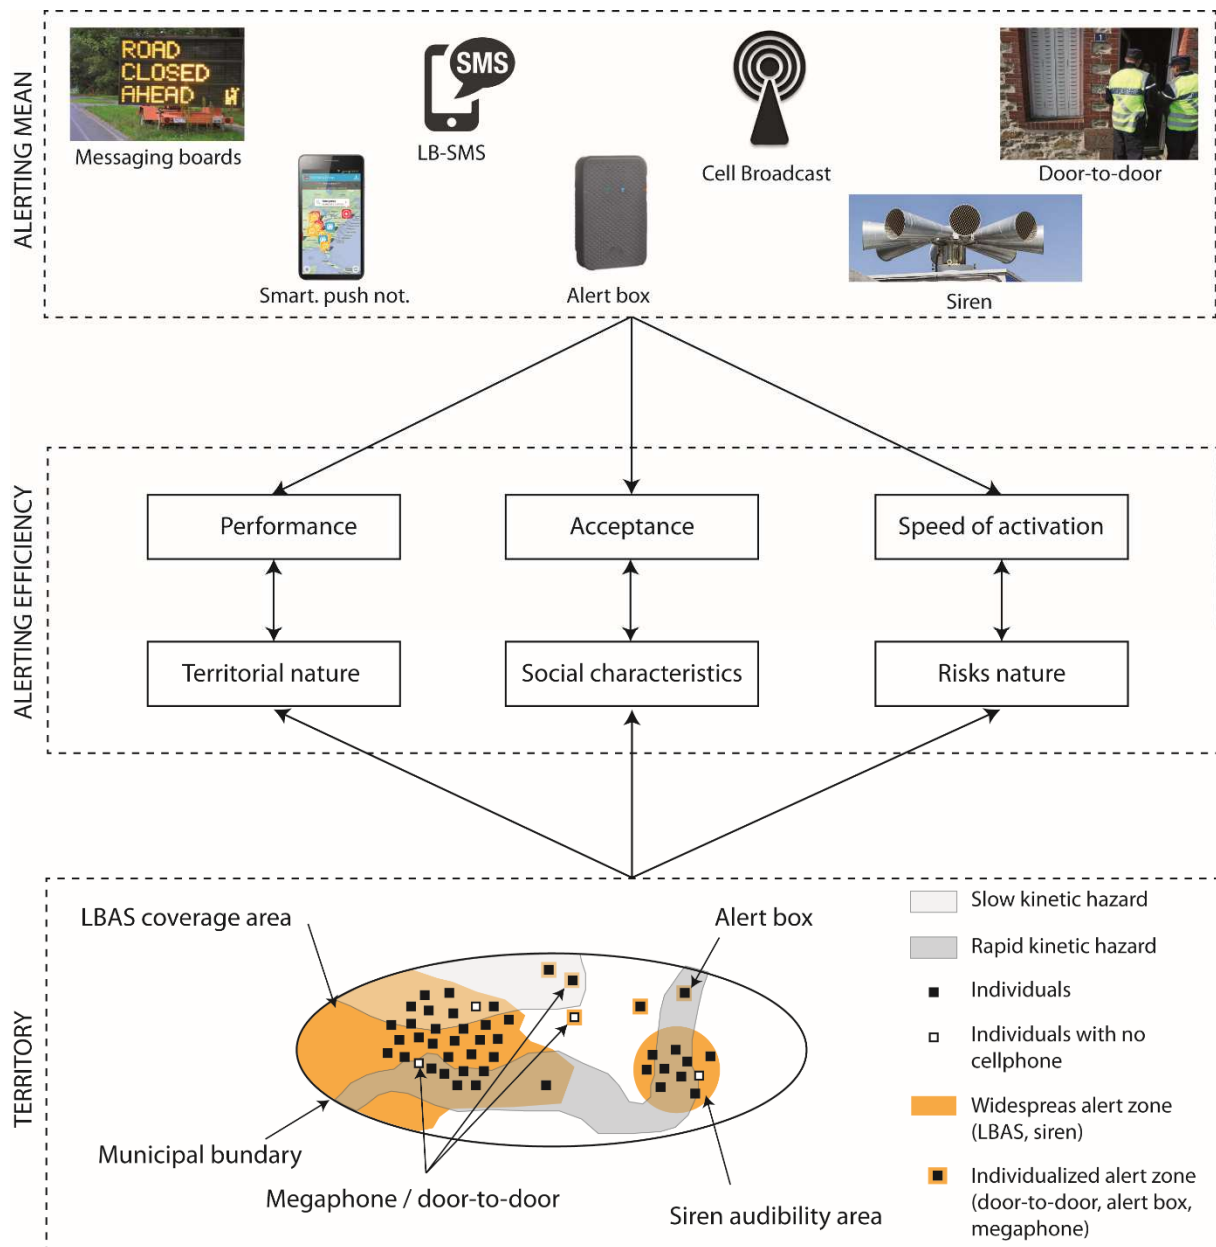 ALERTING MEAN
ROAD
CLOSED
AHEAD
Messaging boards
SMS
LB-SMS
Cell Broadcast
1
Door-to-door
Smart. push not.
Alert box
Siren
ALERTING EFFICIENCY
Performance
Acceptance
Speed of activation
Territorial nature
Social characteristics
Risks nature
TERRITORY
LBAS coverage area
Alert box
Municipal bundary
Megaphone / door-to-door
Siren audibility area
Slow kinetic hazard
Rapid kinetic hazard
Individuals
Individuals with no
cellphone
Widespreas alert zone
(LBAS, siren)
Individualized alert zone
(door-to-door, alert box,
megaphone)